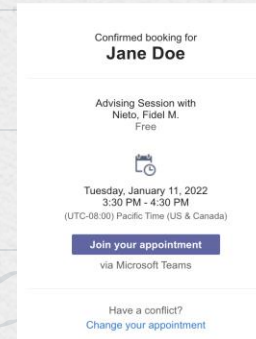 Confirmed booking for
Jane Doe
Advising Session with
Nieto, Fidel M.
Free
Tuesday, January 11, 2022
3:30 PM - 4:30 PM
(UTC-08:00) Pacific Time (US & Canada)
Join your appointment
via Microsoft Teams
Have a conflict?
Change your appointment